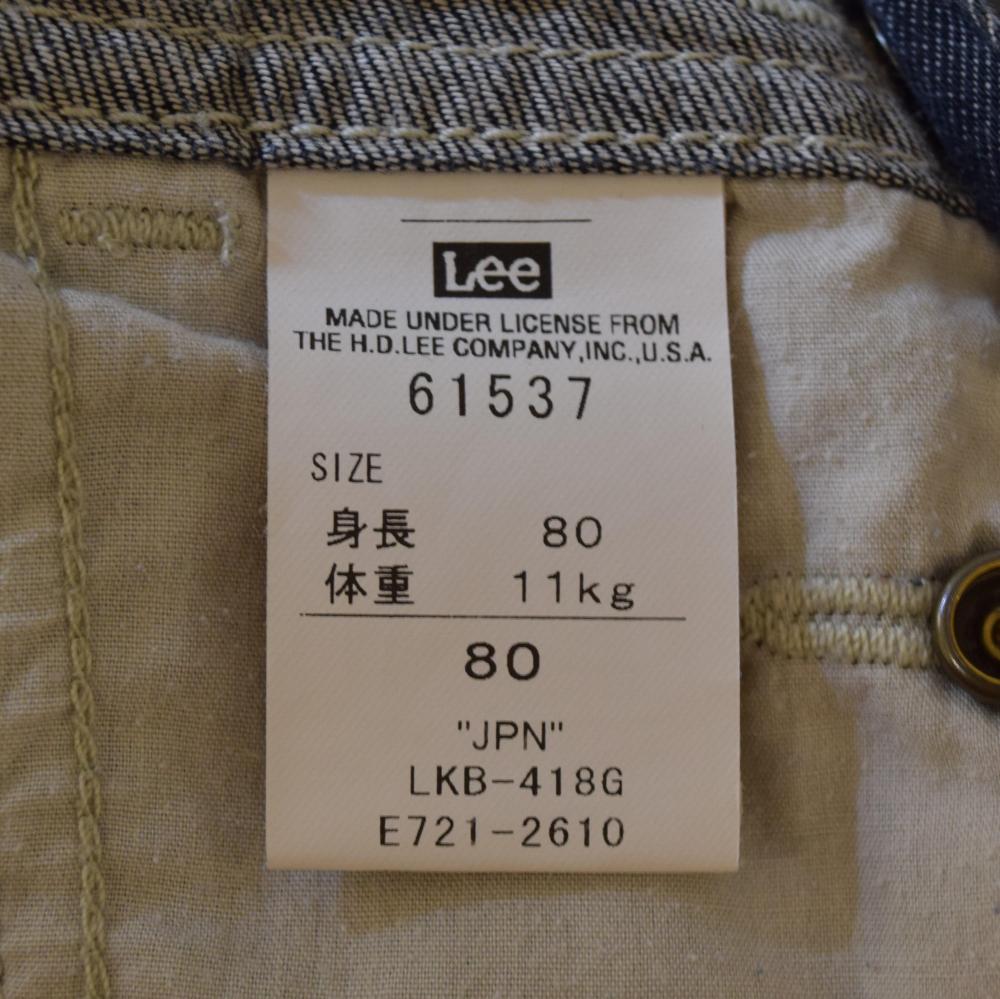 Lee
MADE UNDER LICENSE FROM
THE H.D.LEE COMPANY,INC.,U.S.A.
61537
SIZE
身長 80
体重 11kg
80
"JPN"
LKB-418G
E721-2610